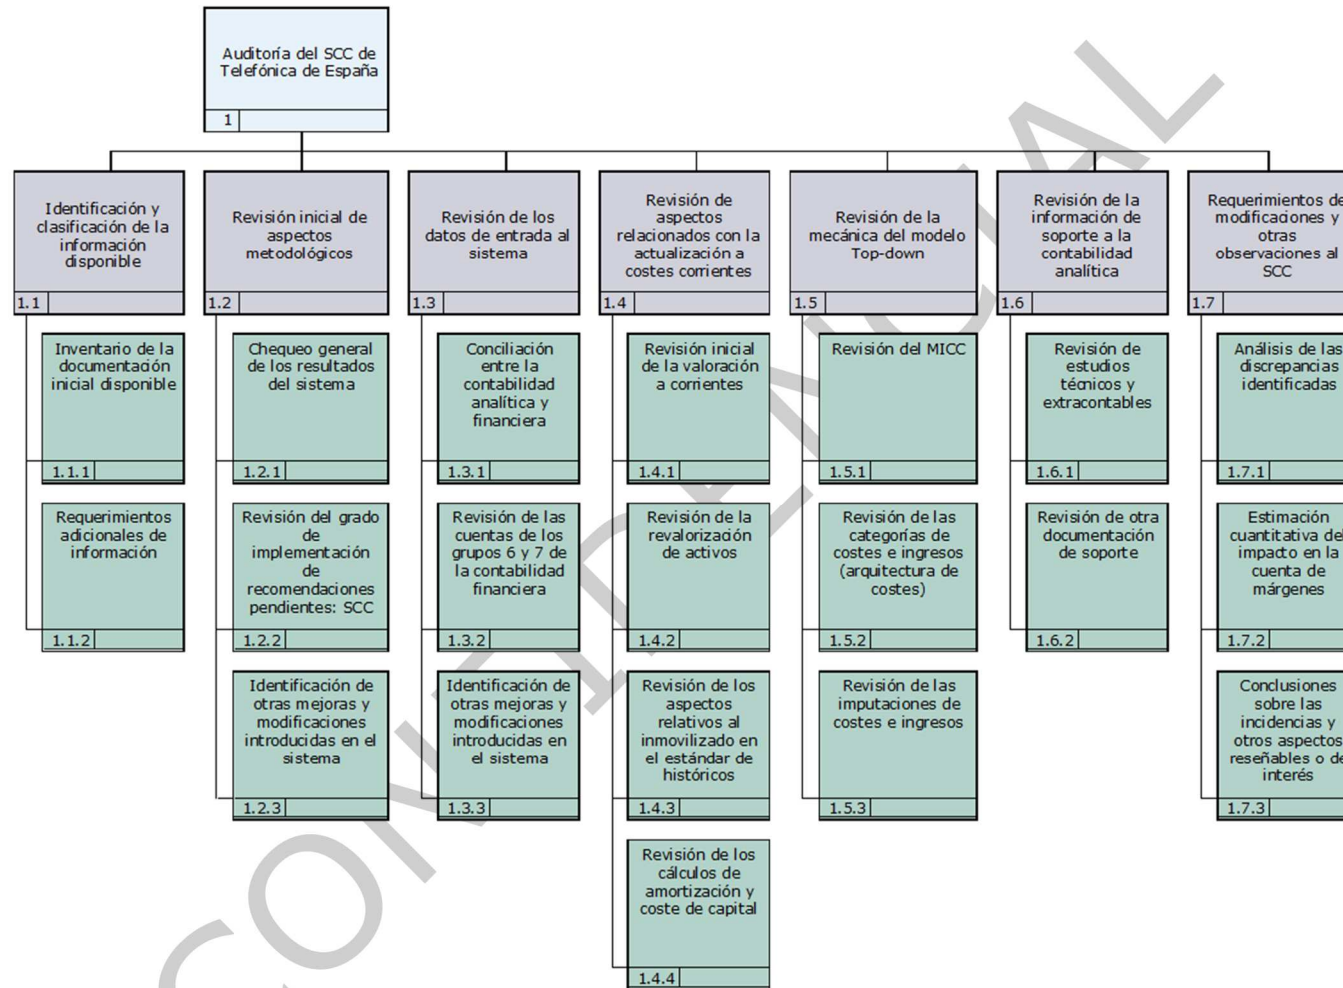 Auditoría del SCC de
Telefónica de España
1
Identificación y
clasificación de la
información
disponible
1.1
Revisión inicial de
aspectos
metodológicos
1.2
Revisión de los
datos de entrada al
sistema
1.3
Revisión de
aspectos
relacionados con la
actualización a
costes corrientes
1.4
Revisión de la
mecánica del modelo
Top-down
1.5
Revisión de la
información de
soporte a la
contabilidad
analítica
1.6
Requerimientos de
modificaciones y
otras
observaciones al
SCC
1.7
Inventario de la
documentación
inicial disponible
1.1.1
Chequeo general
de los resultados
del sistema
1.2.1
Conciliación
entre la
contabilidad
analítica y
financiera
1.3.1
Revisión inicial
de la valoración
a corrientes
1.4.1
Revisión del MICC
1.5.1
Revisión de
estudios
técnicos y
extracontables
1.6.1
Análisis de las
discrepancias
identificadas
1.7.1
Requerimientos
adicionales de
información
1.1.2
Revisión del grado
de
implementación
de
recomendaciones
pendientes: SCC
1.2.2
Revisión de las
cuentas de los
grupos 6 y 7 de
la contabilidad
financiera
1.3.2
Revisión de la
revalorización
de activos
1.4.2
Revisión de las
categorías de
costes e ingresos
(arquitectura de
costes)
1.5.2
Revisión de otra
documentación
de soporte
1.6.2
Estimación
cuantitativa del
impacto en la
cuenta de
márgenes
1.7.2
Identificación de
otras mejoras y
modificaciones
introducidas en el
sistema
1.2.3
Identificación de
otras mejoras y
modificaciones
introducidas en
el sistema
1.3.3
Revisión de los
aspectos
relativos al
inmovilizado en
el estándar de
históricos
1.4.3
Revisión de las
imputaciones de
costes e ingresos
1.5.3
Conclusiones
sobre las
incidencias y
otros aspectos
reseñables o de
interés
1.7.3
Revisión de los
cálculos de
amortización y
coste de capital
1.4.4
CONFIDENCIAL